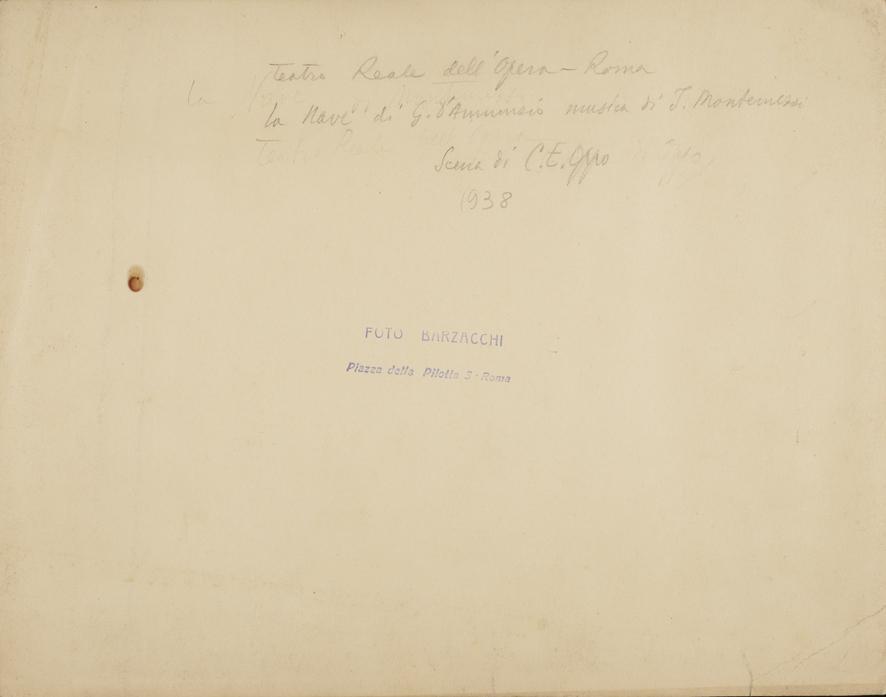 Teatro Reale dell'Opera - Roma
la Nave di G. d'Annunzio musica di I. Montemezzi
Scena di C. E. Oppo
1938
FOTO BARZACCHI
Piazza della Pilotta 3 - Roma